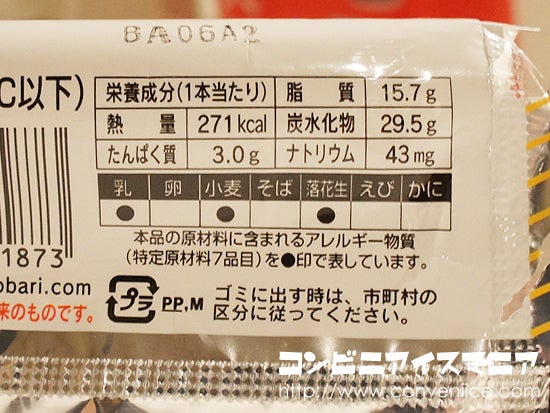 BA06A2
C以下)
栄養成分(1本当たり) 脂質 15.7g
熱量 271kcal 炭水化物 29.5g
たんぱく質 3.0g ナトリウム 43mg
乳 卵 小麦 そば 落花生 えび かに
● ● ●
本品の原材料に含まれるアレルギー物質
(特定原材料7品目)を●印で表しています。
1873
obari.com
来のものです。
プラ PP,M ゴミに出す時は、市町村の
区分に従ってください。
コンビニアイスマニア
http://www.conveniice.com/